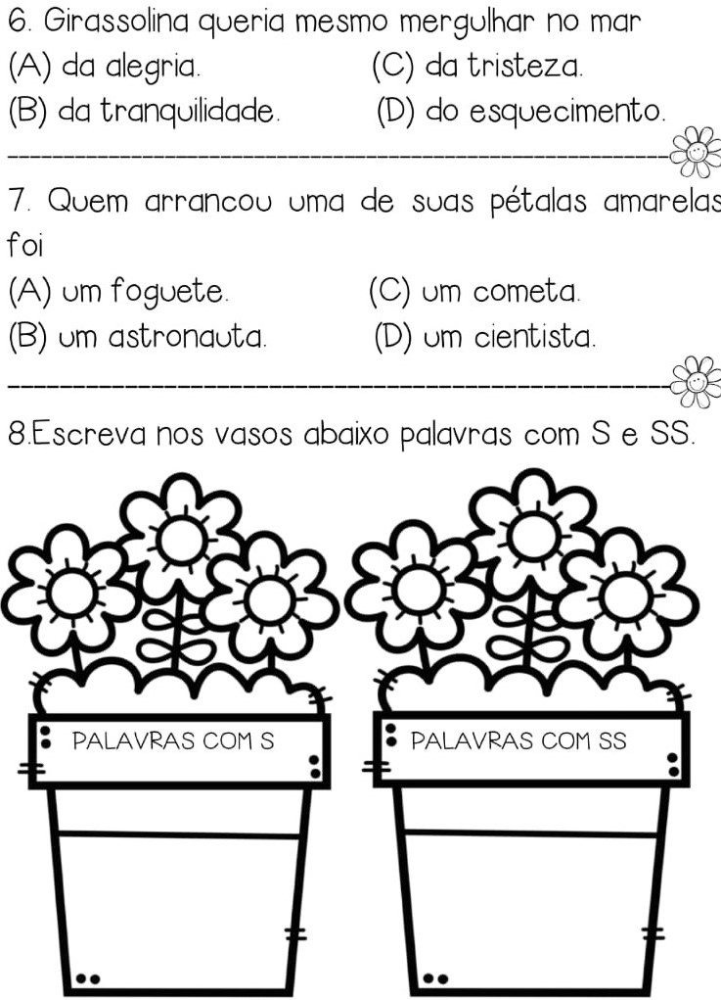 6. Girassolina queria mesmo mergulhar no mar
(A) da alegria. (C) da tristeza.
(B) da tranquilidade. (D) do esquecimento.
7. Quem arrancou uma de suas pétalas amarelas
foi
(A) um foguete. (C) um cometa.
(B) um astronauta. (D) um cientista.
8.Escreva nos vasos abaixo palavras com S e SS.
PALAVRAS COM S PALAVRAS COM SS